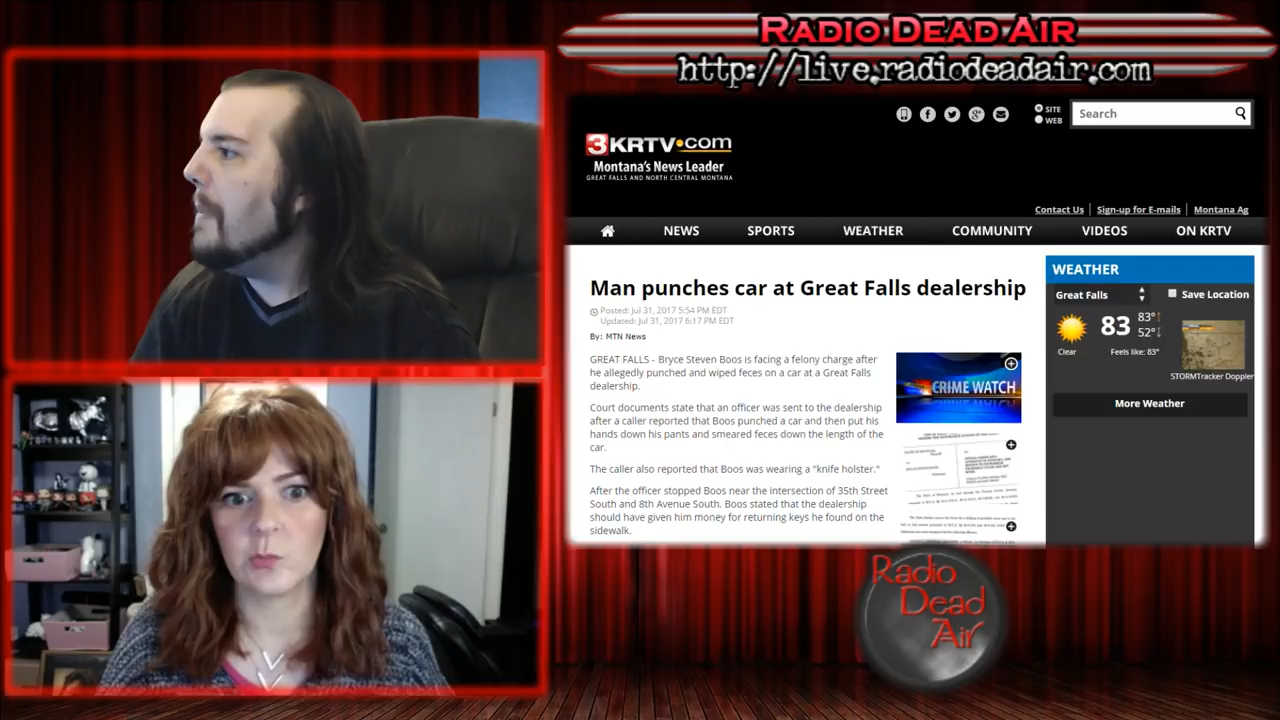 Radio Dead Air
http://live.radiodeadair.com
SITE
WEB
Search
3KRTV.com
Montana's News Leader
GREAT FALLS AND NORTH CENTRAL MONTANA
Contact Us | Sign-up for E-mails | Montana Ag
NEWS SPORTS WEATHER COMMUNITY VIDEOS ON KRTV
Man punches car at Great Falls dealership
Posted: Jul 31, 2017 5:54 PM EDT
Updated: Jul 31, 2017 6:17 PM EDT
By: MTN News
GREAT FALLS - Bryce Steven Boos is facing a felony charge after
he allegedly punched and wiped feces on a car at a Great Falls
dealership.
Court documents state that an officer was sent to the dealership
after a caller reported that Boos punched a car and then put his
hands down his pants and smeared feces down the length of the
car.
The caller also reported that Boos was wearing a "knife holster."
After the officer stopped Boos near the intersection of 35th Street
South and 8th Avenue South. Boos stated that the dealership
should have given him money for returning keys he found on the
sidewalk.
CRIME WATCH
WEATHER
Great Falls
Save Location
83
83°
52°
Clear
Feels like: 83°
STORMTracker Doppler
More Weather
Radio
Dead
Air